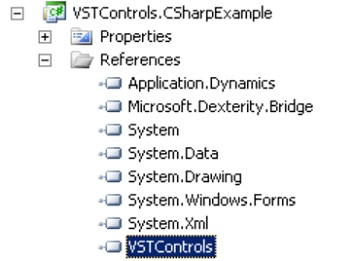 VSTControls.CSharpExample
Properties
References
Application.Dynamics
Microsoft.Dexterity.Bridge
System
System.Data
System.Drawing
System.Windows.Forms
System.Xml
VSTControls